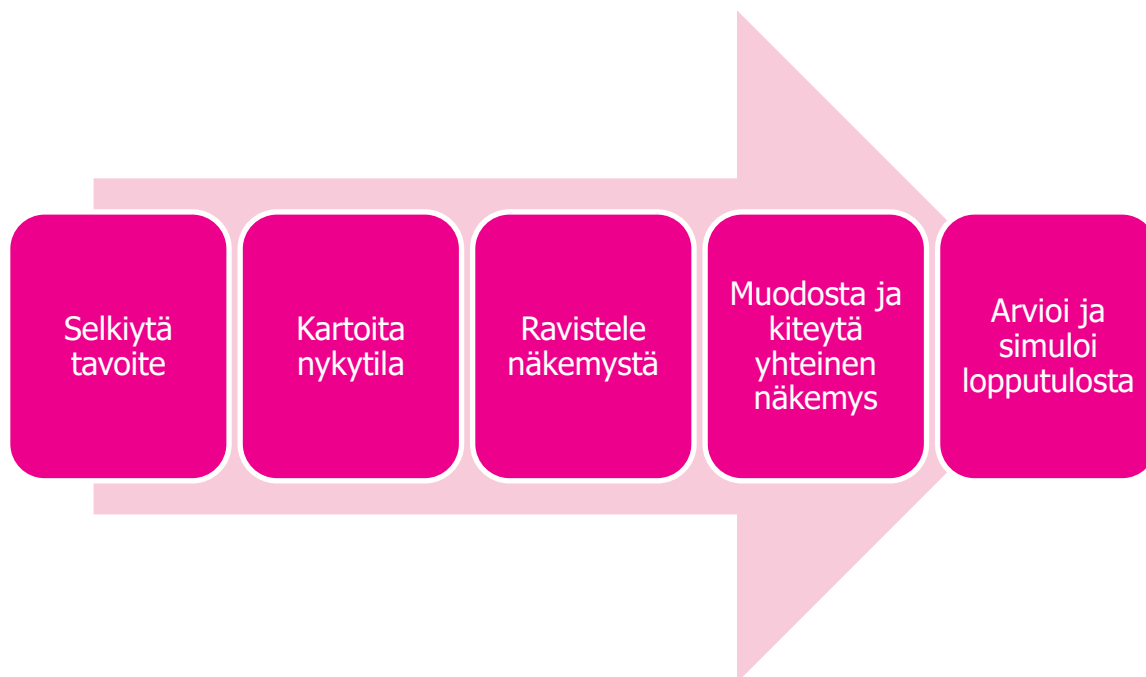 Selkiytä
tavoite
Kartoita
nykytila
Ravistele
näkemystä
Muodosta ja
kiteytä
yhteinen
näkemys
Arvioi ja
simuloi
lopputulosta